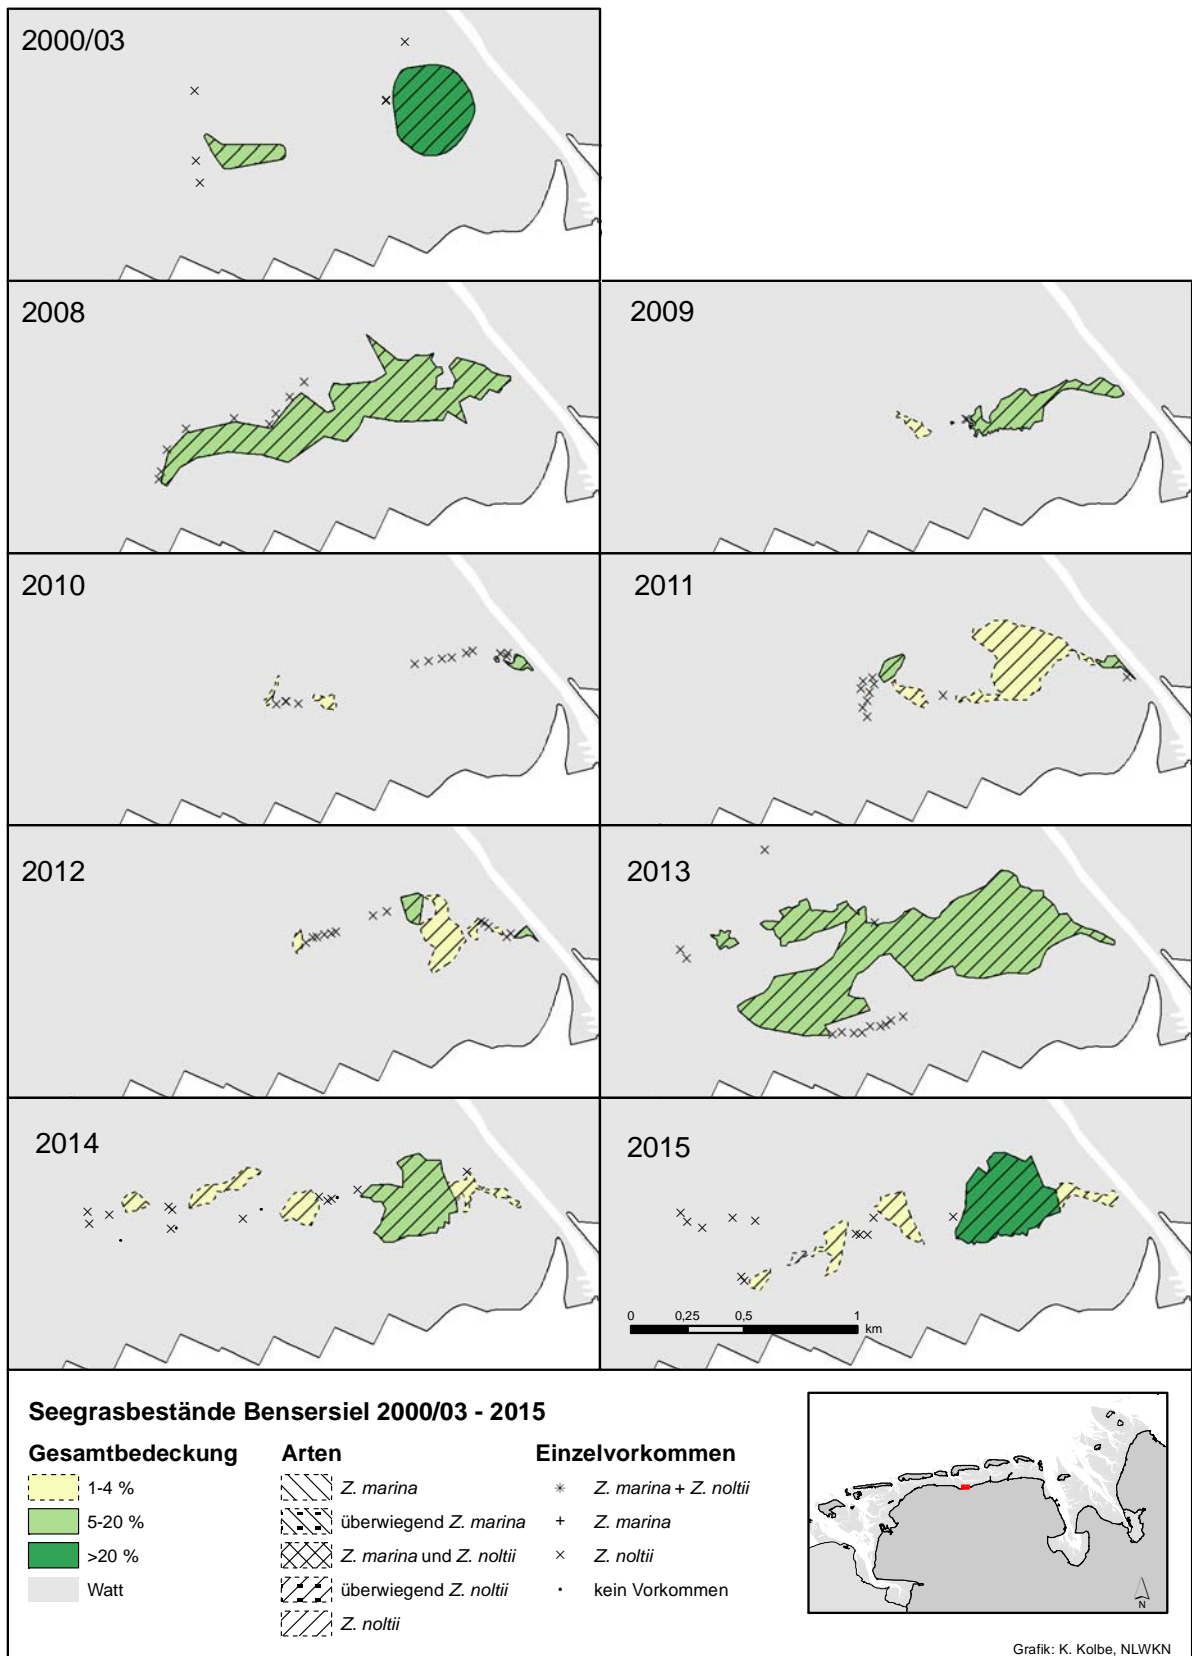 2000/03
2008
2009
2010
2011
2012
2013
2014
2015
0 0,25 0,5 1
km
Seegrasbestände Bensersiel 2000/03 - 2015
Gesamtbedeckung
1-4 %
5-20 %
>20 %
Watt
Arten
Z. marina
überwiegend Z. marina
Z. marina und Z. noltii
überwiegend Z. noltii
Z. noltii
Einzelvorkommen
Z. marina + Z. noltii
Z. marina
Z. noltii
kein Vorkommen
N
Grafik: K. Kolbe, NLWKN